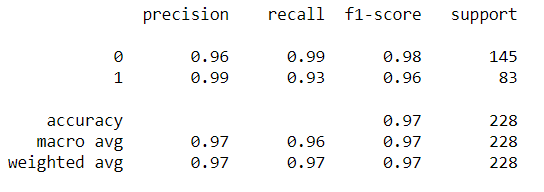 precision recall f1-score support
0 0.96 0.99 0.98 145
1 0.99 0.93 0.96 83
accuracy 0.97 228
macro avg 0.97 0.96 0.97 228
weighted avg 0.97 0.97 0.97 228